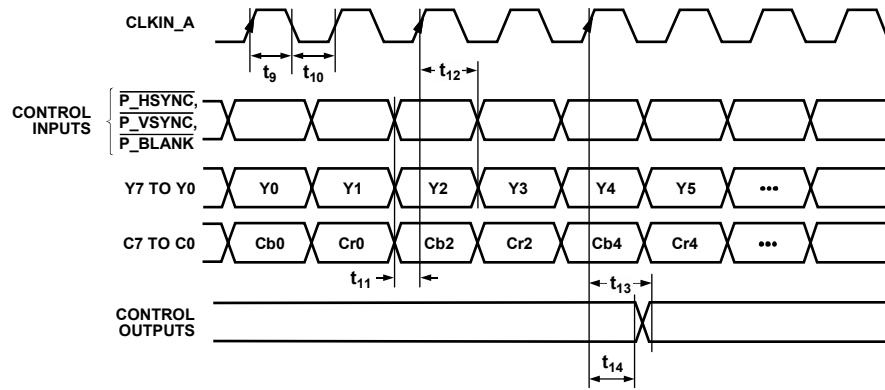 CLKIN_A
t9
t10
t12
CONTROL INPUTS
P_HSYNC,
P_VSYNC,
P_BLANK
Y7 TO Y0
Y0 Y1 Y2 Y3 Y4 Y5 •••
C7 TO C0
Cb0 Cr0 Cb2 Cr2 Cb4 Cr4 •••
t11
t13
CONTROL OUTPUTS
t14